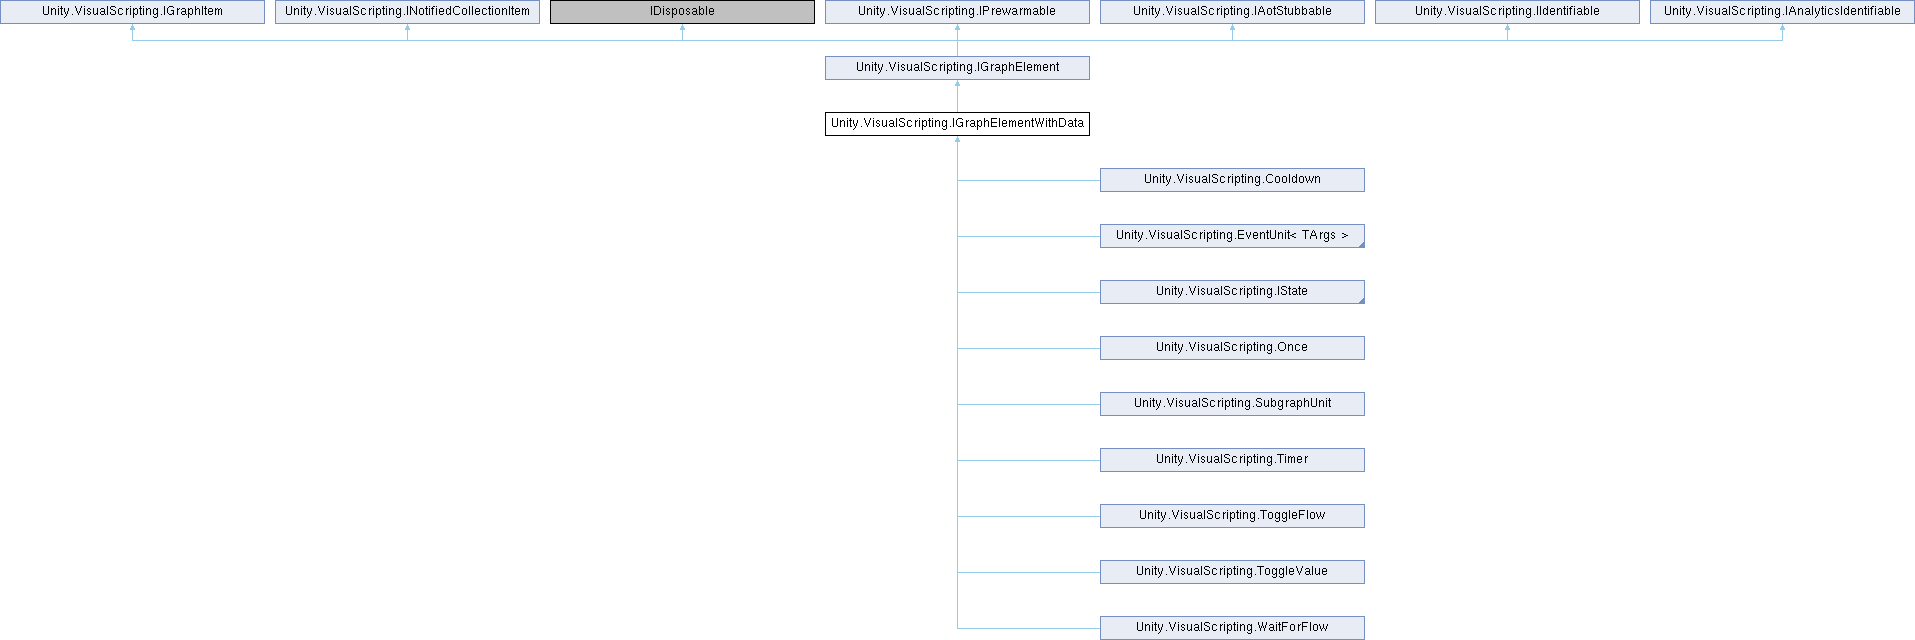 Unity.VisualScripting.IGraphItem
Unity.VisualScripting.INotifiedCollectionItem
IDisposable
Unity.VisualScripting.IPrewarmable
Unity.VisualScripting.IAotStubbable
Unity.VisualScripting.IIdentifiable
Unity.VisualScripting.IAnalyticsIdentifiable
Unity.VisualScripting.IGraphElement
Unity.VisualScripting.IGraphElementWithData
Unity.VisualScripting.Cooldown
Unity.VisualScripting.EventUnit< TArgs >
Unity.VisualScripting.IState
Unity.VisualScripting.Once
Unity.VisualScripting.SubgraphUnit
Unity.VisualScripting.Timer
Unity.VisualScripting.ToggleFlow
Unity.VisualScripting.ToggleValue
Unity.VisualScripting.WaitForFlow